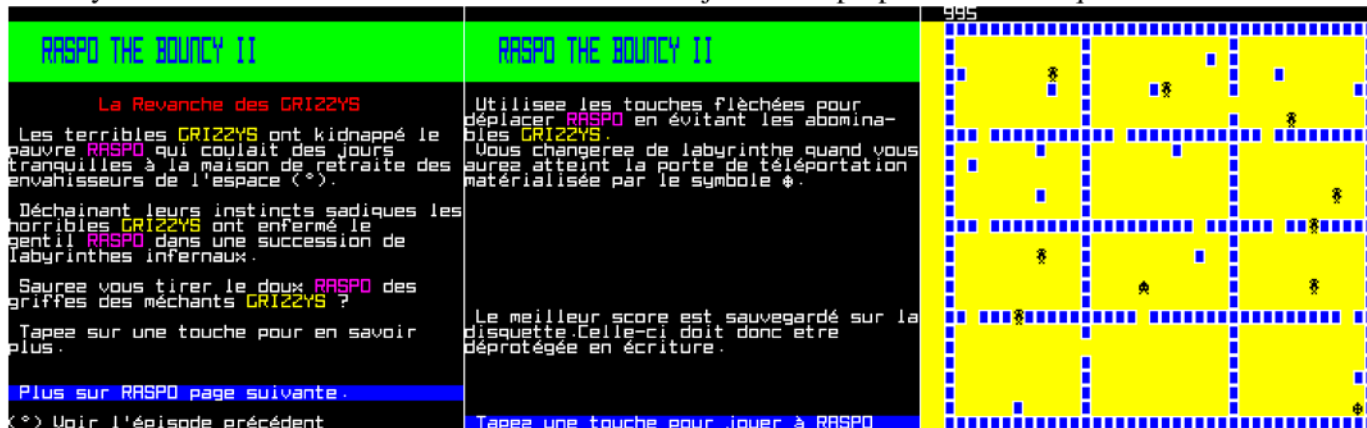 RASPO THE BOUNCY II
La Revanche des GRIZZYS
Les terribles GRIZZYS ont kidnappé le
pauvre RASPO qui coulait des jours
tranquilles à la maison de retraite des
envahisseurs de l'espace (°).
Déchainant leurs instincts sadiques les
horribles GRIZZYS ont enfermé le
gentil RASPO dans une succession de
labyrinthes infernaux.
Saurez vous tirer le doux RASPO des
griffes des méchants GRIZZYS ?
Tapez sur une touche pour en savoir
plus.
Plus sur RASPO page suivante.
(°) Voir l'épisode précédent
RASPO THE BOUNCY II
Utilisez les touches flèchées pour
déplacer RASPO en évitant les abomina-
bles GRIZZYS.
Vous changerez de labyrinthe quand vous
aurez atteint la porte de téléportation
matérialisée par le symbole ⌖.
Le meilleur score est sauvegardé sur la
disquette.Celle-ci doit donc etre
déprotégée en écriture.
Tapez une touche pour jouer à RASPO
995